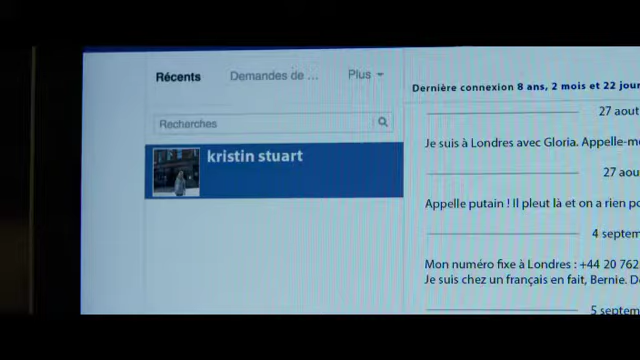 Récents Demandes de ... Plus
Recherches
kristin stuart
Dernière connexion 8 ans, 2 mois et 22 jour
27 aout
Je suis à Londres avec Gloria. Appelle-m
27 aou
Appelle putain ! Il pleut là et on a rien p
4 septem
Mon numéro fixe à Londres : +44 20 762
Je suis chez un français en fait, Bernie. D
5 septem